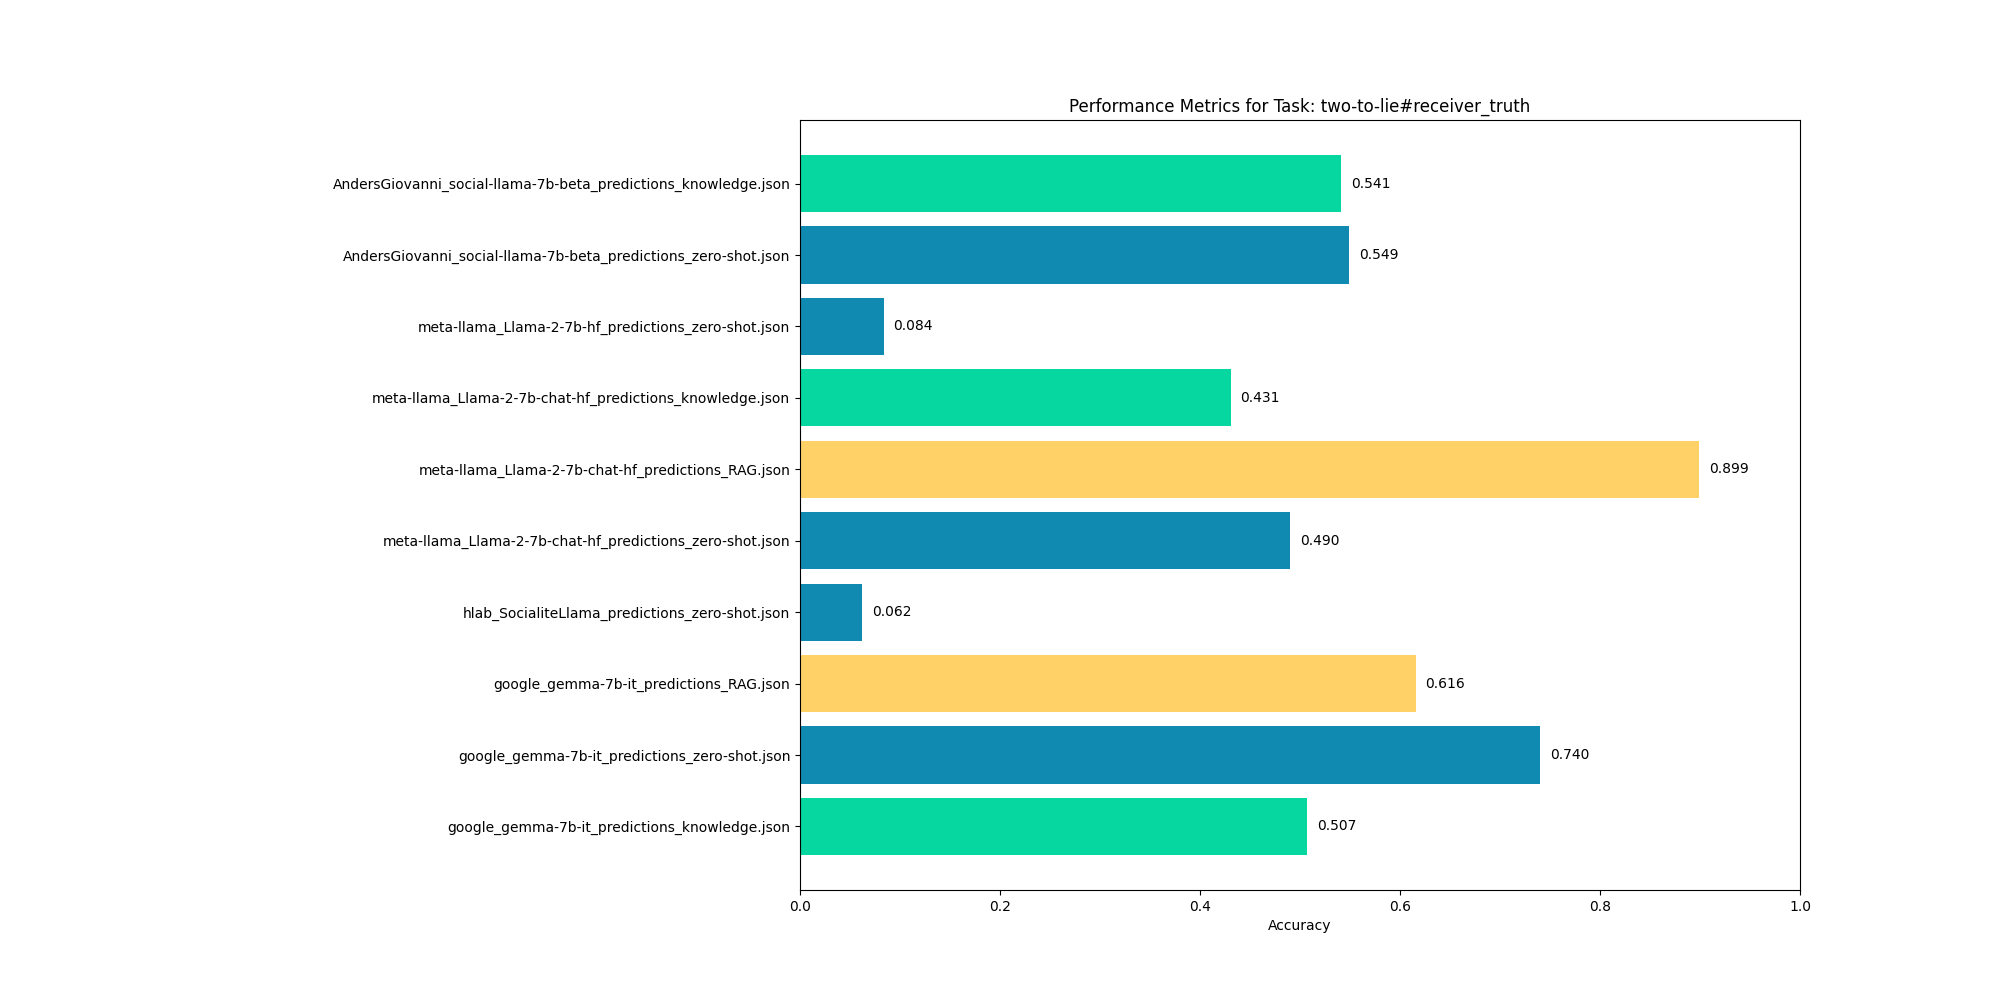 Performance Metrics for Task: two-to-lie#receiver_truth
AndersGiovanni_social-llama-7b-beta_predictions_knowledge.json
0.541
AndersGiovanni_social-llama-7b-beta_predictions_zero-shot.json
0.549
meta-llama_Llama-2-7b-hf_predictions_zero-shot.json
0.084
meta-llama_Llama-2-7b-chat-hf_predictions_knowledge.json
0.431
meta-llama_Llama-2-7b-chat-hf_predictions_RAG.json
0.899
meta-llama_Llama-2-7b-chat-hf_predictions_zero-shot.json
0.490
hlab_SocialiteLlama_predictions_zero-shot.json
0.062
google_gemma-7b-it_predictions_RAG.json
0.616
google_gemma-7b-it_predictions_zero-shot.json
0.740
google_gemma-7b-it_predictions_knowledge.json
0.507
0.0 0.2 0.4 0.6 0.8 1.0
Accuracy